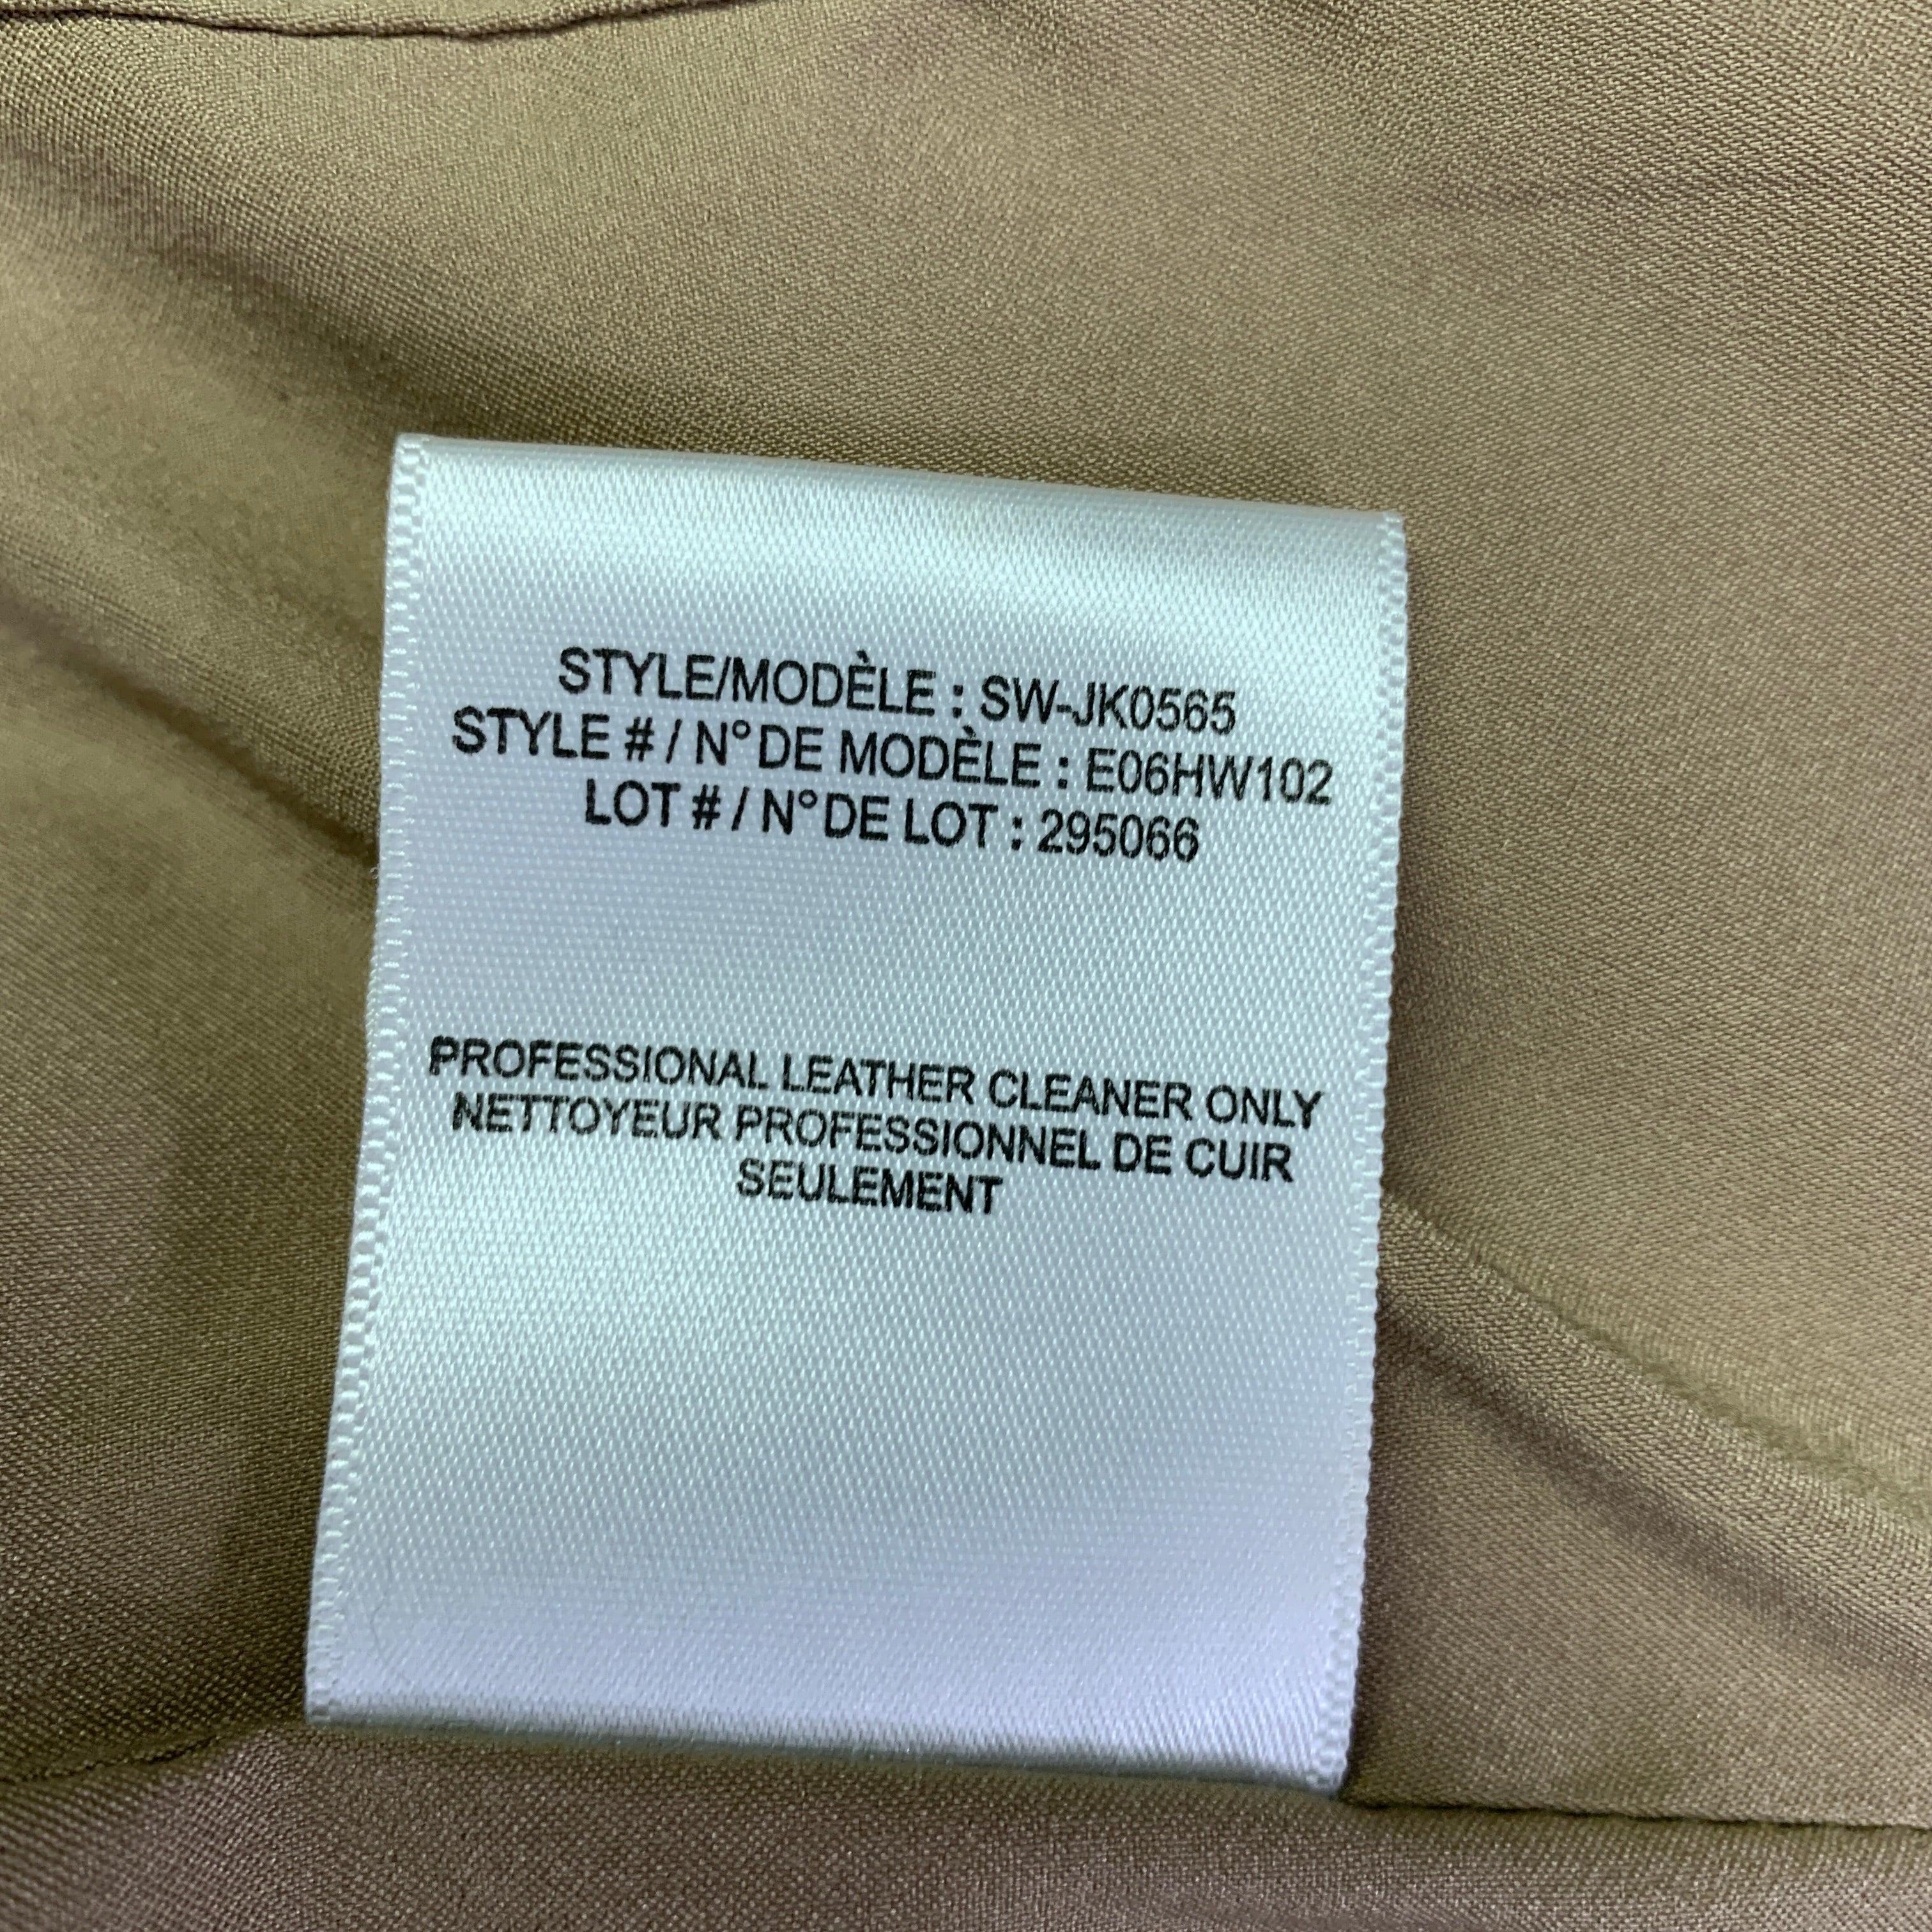 STYLE/MODÈLE : SW-JK0565
STYLE # / N° DE MODÈLE : E06HW102
LOT # / N° DE LOT : 295066
PROFESSIONAL LEATHER CLEANER ONLY
NETTOYEUR PROFESSIONNEL DE CUIR
SEULEMENT